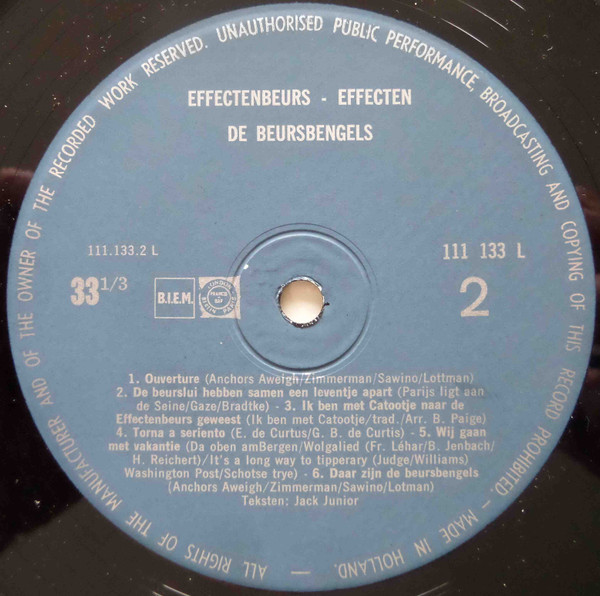 ALL RIGHTS OF THE MANUFACTURER AND OF THE OWNER OF THE RECORDED WORK RESERVED. UNAUTHORISED PUBLIC PERFORMANCE, BROADCASTING AND COPYING OF THIS RECORD PROHIBITED. — MADE IN HOLLAND. —
EFFECTENBEURS - EFFECTEN
DE BEURSBENGELS
111.133.2 L
111 133 L
33 1/3
B.I.E.M.
LONDON
FRANCE
PARIS
BERLIN
2
1. Ouverture (Anchors Aweigh/Zimmerman/Sawino/Lottman)
2. De beurslui hebben samen een leventje apart (Parijs ligt aan
de Seine/Gaze/Bradtke) - 3. Ik ben met Catootje naar de
Effectenbeurs geweest (Ik ben met Catootje/trad./Arr. B. Paige)
4. Torna a seriento (E. de Curtus/G. B. de Curtis) - 5. Wij gaan
met vakantie (Da oben amBergen/Wolgalied (Fr. Léhar/B. Jenbach/
H. Reichert)/It's a long way to tipperary (Judge/Williams)
Washington Post/Schotse trye) - 6. Daar zijn de beursbengels
(Anchors Aweigh/Zimmerman/Sawino/Lotman)
Teksten: Jack Junior